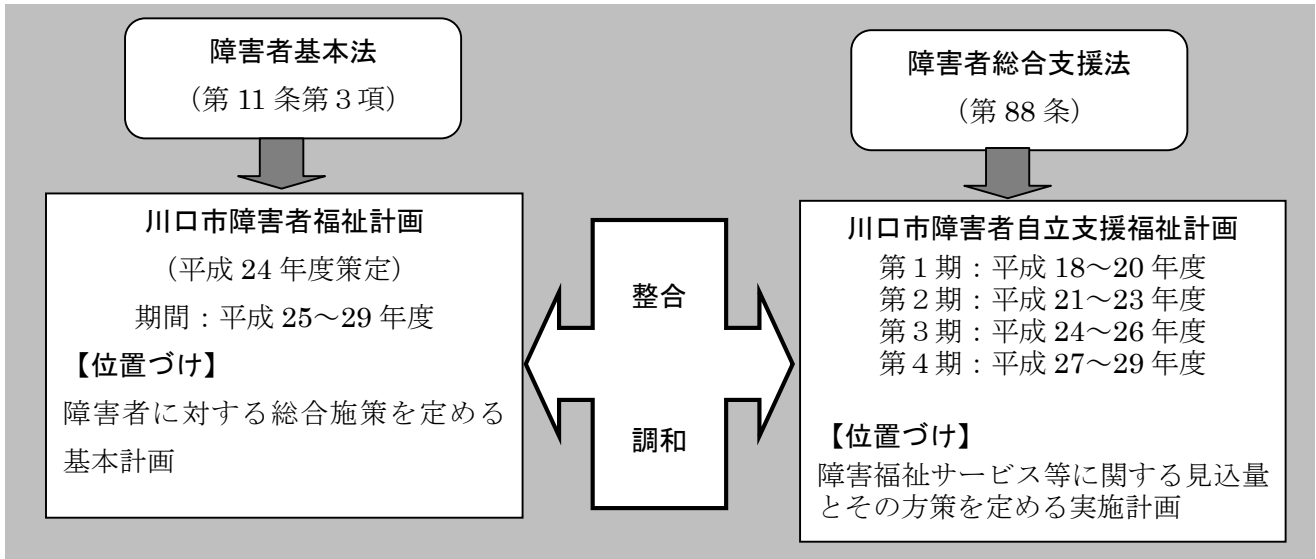 障害者基本法
（第 11 条第３項）
川口市障害者福祉計画
（平成 24 年度策定）
期間：平成 25～29 年度
【位置づけ】
障害者に対する総合施策を定める
基本計画
整合
調和
障害者総合支援法
（第 88 条）
川口市障害者自立支援福祉計画
第１期：平成 18～20 年度
第２期：平成 21～23 年度
第３期：平成 24～26 年度
第４期：平成 27～29 年度
【位置づけ】
障害福祉サービス等に関する見込量
とその方策を定める実施計画